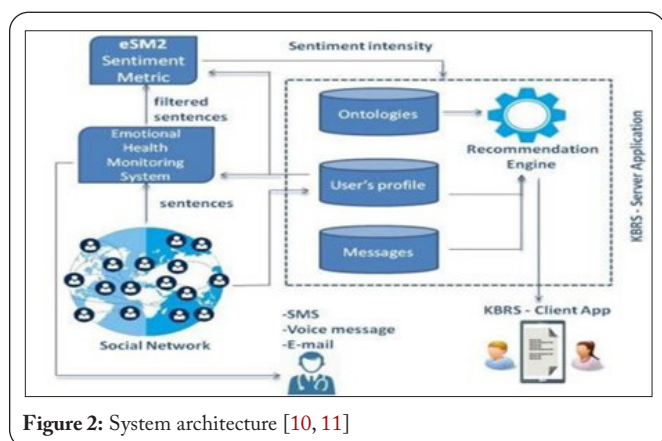 eSM2
Sentiment
Metric
Sentiment intensity
filtered
sentences
Emotional
Health
Monitoring
System
sentences
Social Network
Ontologies
User's profile
Messages
Recommendation
Engine
KBRS - Server Application
-SMS
-Voice message
-E-mail
KBRS - Client App
Figure 2: System architecture [10, 11]